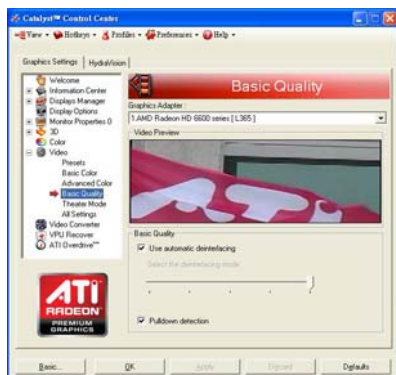 Catalyst™ Control Center
View Hotkeys Profiles Preferences Help
Graphics Settings HydraVision
Welcome
Information Center
Displays Manager
Display Options
Monitor Properties 0
3D
Color
Video
Presets
Basic Color
Advanced Color
Basic Quality
Theater Mode
All Settings
Video Converter
VPU Recover
ATI Overdrive™
ATI
RADEON
PREMIUM
GRAPHICS
Basic Quality
Graphics Adapter :
1.AMD Radeon HD 6600 series [ L365 ]
Video Preview
Basic Quality
Use automatic deinterlacing
Select the deinterlacing mode
Pulldown detection
Basic... OK Apply Discard Defaults